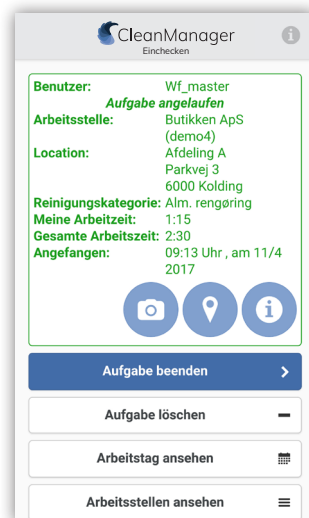 CleanManager
Einchecken
Benutzer: Wf_master
Aufgabe angelaufen
Arbeitsstelle: Butikken ApS
(demo4)
Location: Afdeling A
Parkvej 3
6000 Kolding
Reinigungskategorie: Alm. rengøring
Meine Arbeitzeit: 1:15
Gesamte Arbeitszeit: 2:30
Angefangen: 09:13 Uhr , am 11/4
2017
Aufgabe beenden
Aufgabe löschen
Arbeitstag ansehen
Arbeitsstellen ansehen